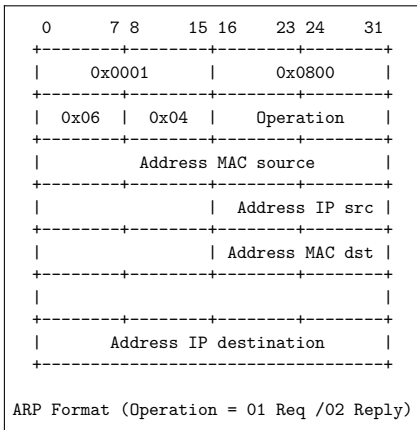 0 7 8 15 16 23 24 31
+--------+--------+--------+--------+
| 0x0001 | 0x0800 |
+--------+--------+--------+--------+
| 0x06 | 0x04 | Operation |
+--------+--------+--------+--------+
| Address MAC source |
+--------+--------+--------+--------+
| | Address IP src |
+--------+--------+--------+--------+
| | Address MAC dst |
+--------+--------+--------+--------+
| |
+--------+--------+--------+--------+
| Address IP destination |
+-----------------------------------+
ARP Format (Operation = 01 Req /02 Reply)